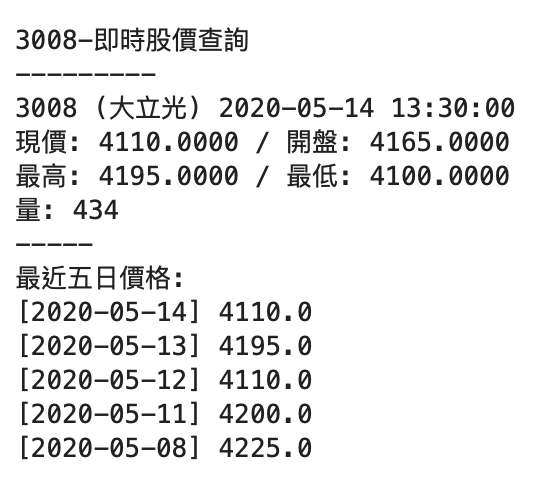 3008-即時股價查詢
---------
3008 (大立光) 2020-05-14 13:30:00
現價: 4110.0000 / 開盤: 4165.0000
最高: 4195.0000 / 最低: 4100.0000
量: 434
-----
最近五日價格:
[2020-05-14] 4110.0
[2020-05-13] 4195.0
[2020-05-12] 4110.0
[2020-05-11] 4200.0
[2020-05-08] 4225.0